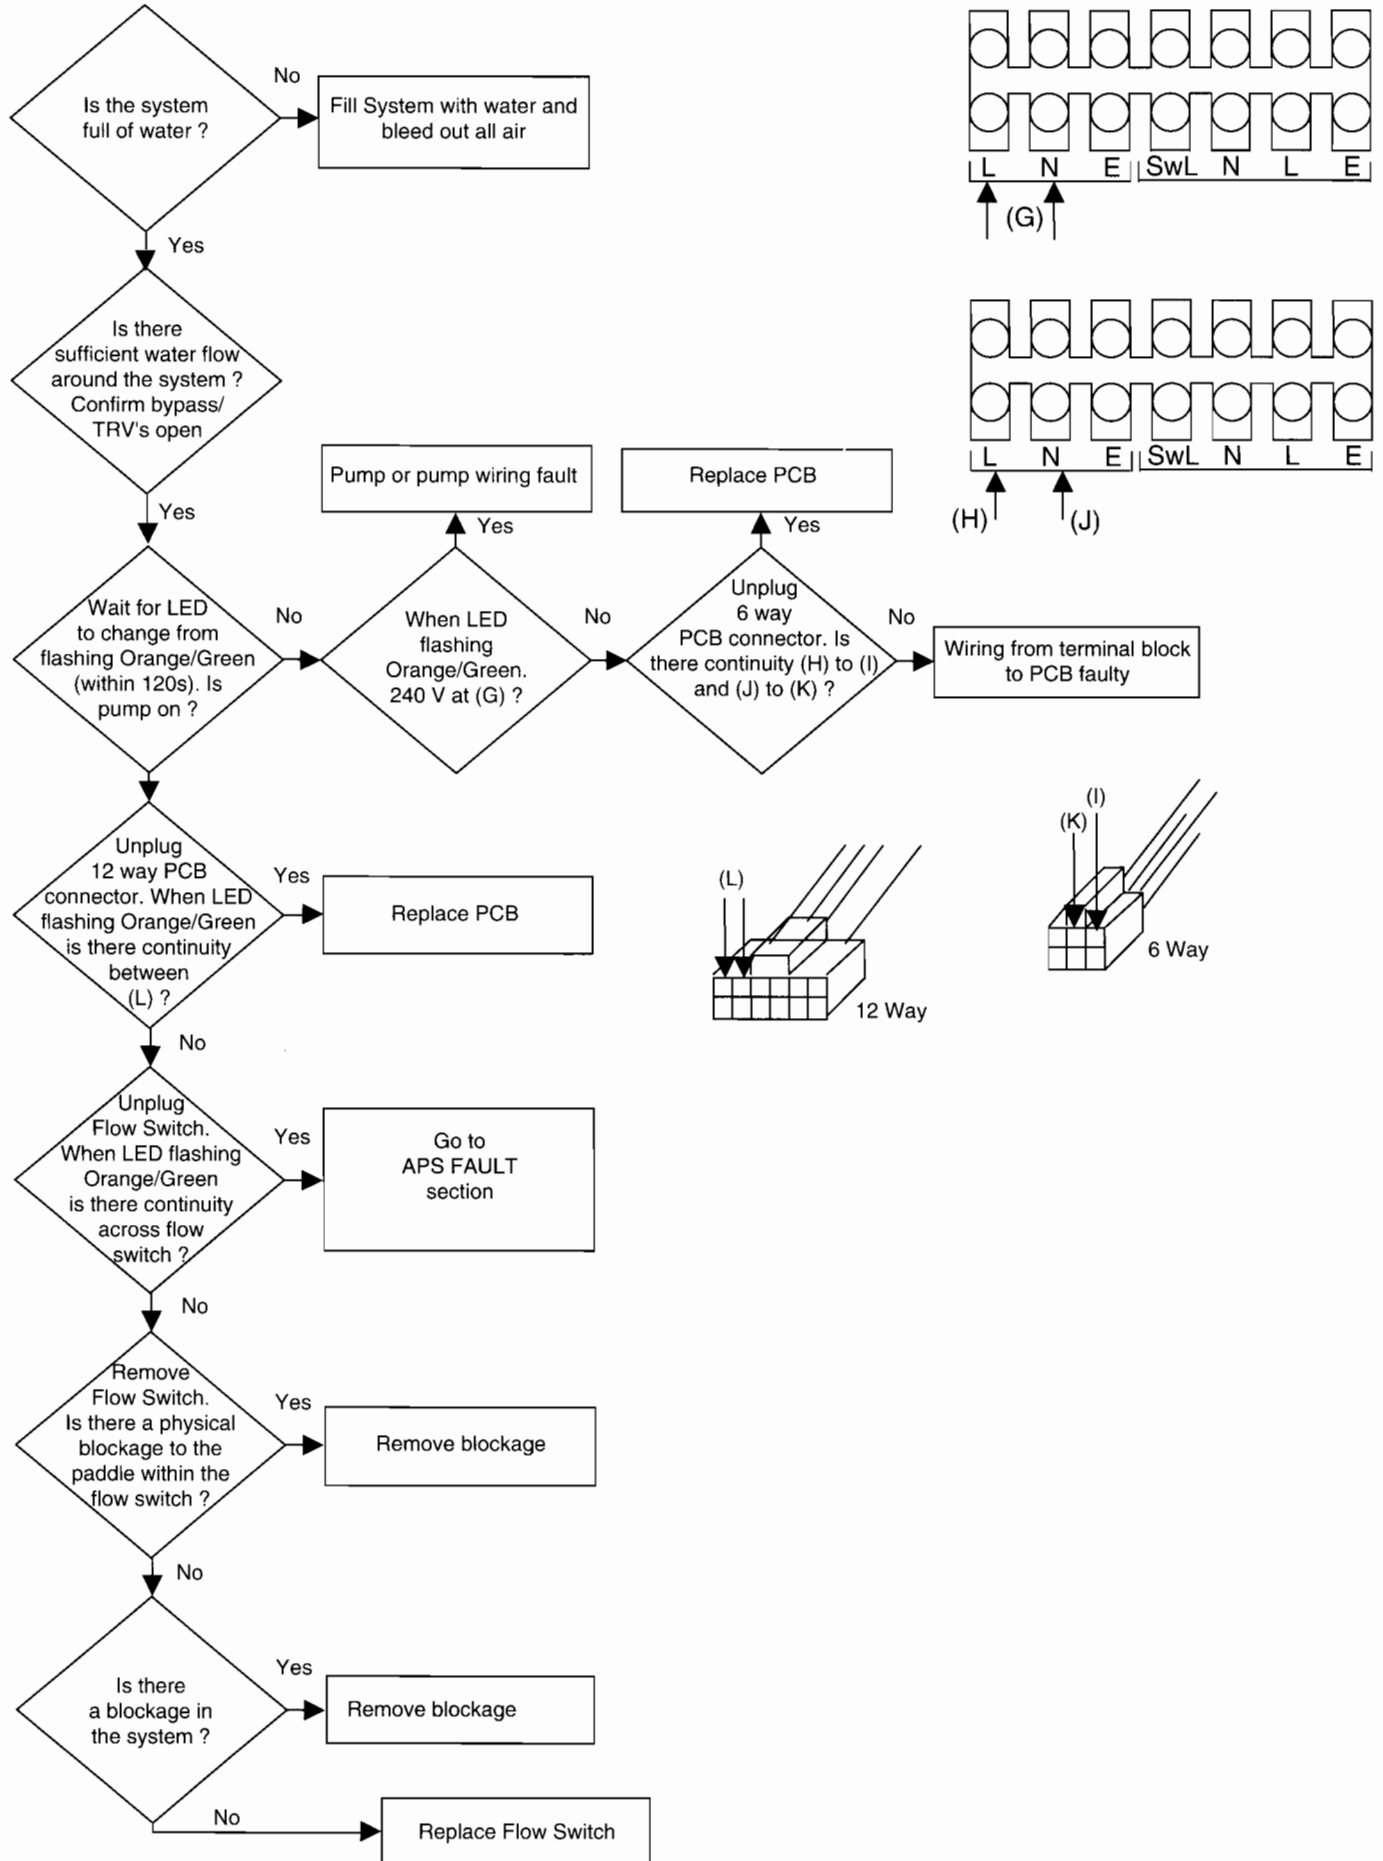 Is the system
full of water ?
No
Fill System with water and
bleed out all air
Yes
Is there
sufficient water flow
around the system ?
Confirm bypass/
TRV's open
Yes
Wait for LED
to change from
flashing Orange/Green
(within 120s). Is
pump on ?
No
When LED
flashing
Orange/Green.
240 V at (G) ?
Yes
Pump or pump wiring fault
No
Unplug
6 way
PCB connector. Is
there continuity (H) to (I)
and (J) to (K) ?
Yes
Replace PCB
No
Wiring from terminal block
to PCB faulty
Unplug
12 way PCB
connector. When LED
flashing Orange/Green
is there continuity
between
(L) ?
Yes
Replace PCB
No
Unplug
Flow Switch.
When LED flashing
Orange/Green
is there continuity
across flow
switch ?
Yes
Go to
APS FAULT
section
No
Remove
Flow Switch.
Is there a physical
blockage to the
paddle within the
flow switch ?
Yes
Remove blockage
No
Is there
a blockage in
the system ?
Yes
Remove blockage
No
Replace Flow Switch
L N E SwL N L E
(G)
L N E SwL N L E
(H) (J)
(L)
12 Way
(I)
(K)
6 Way